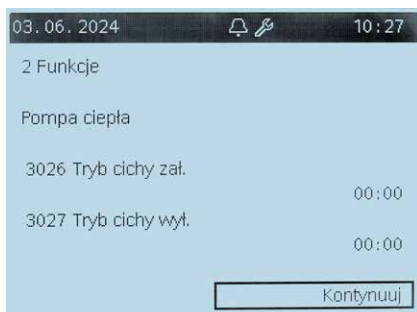 03.06.2024 10:27
2 Funkcje
Pompa ciepła
3026 Tryb cichy zał.
00:00
3027 Tryb cichy wył.
00:00
Kontynuuj